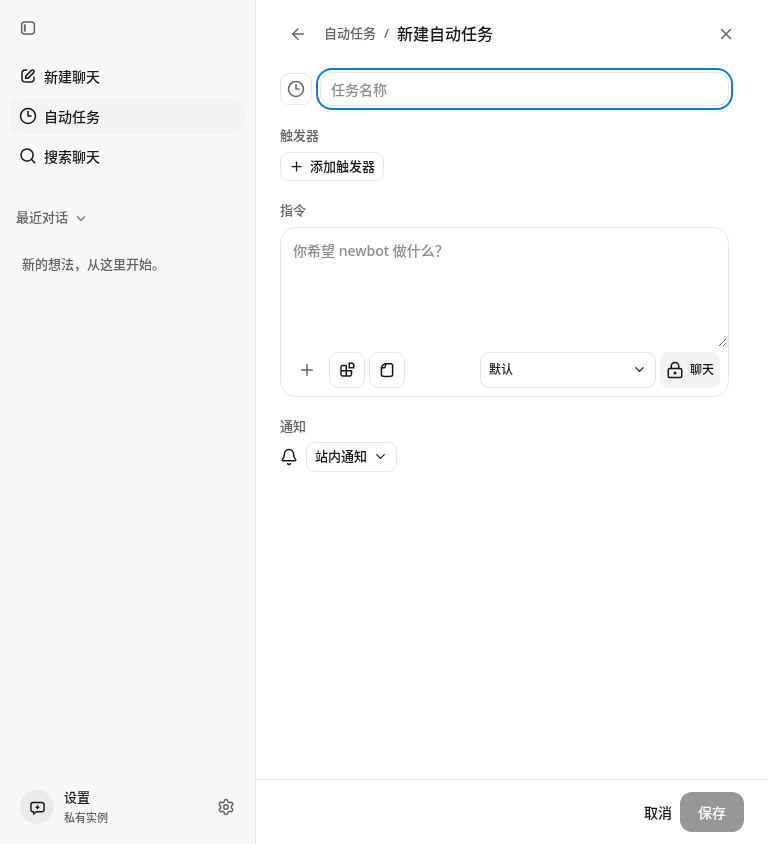 新建聊天
自动任务
搜索聊天
最近对话
新的想法，从这里开始。
设置
私有实例
自动任务 / 新建自动任务
任务名称
触发器
添加触发器
指令
你希望 newbot 做什么?
默认
聊天
通知
站内通知
取消
保存